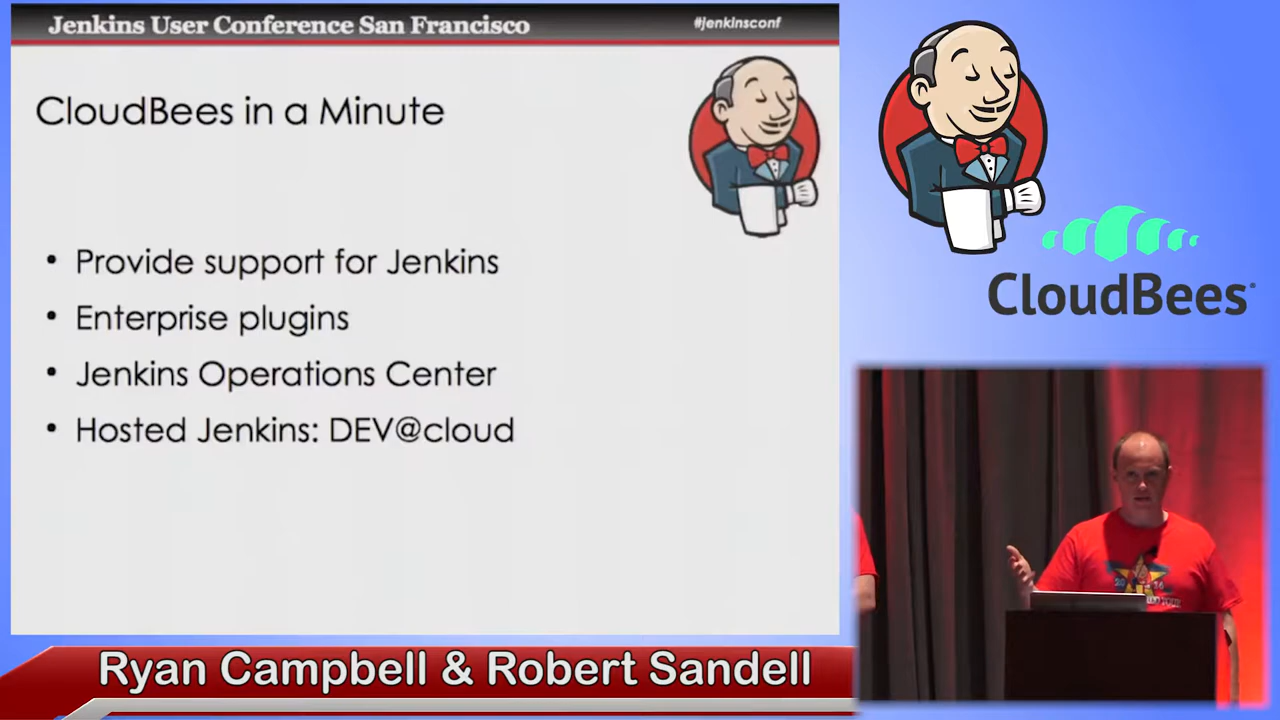 Jenkins User Conference San Francisco
#jenkinsconf
CloudBees in a Minute
• Provide support for Jenkins
• Enterprise plugins
• Jenkins Operations Center
• Hosted Jenkins: DEV@cloud
CloudBees
20
Ryan Campbell & Robert Sandell